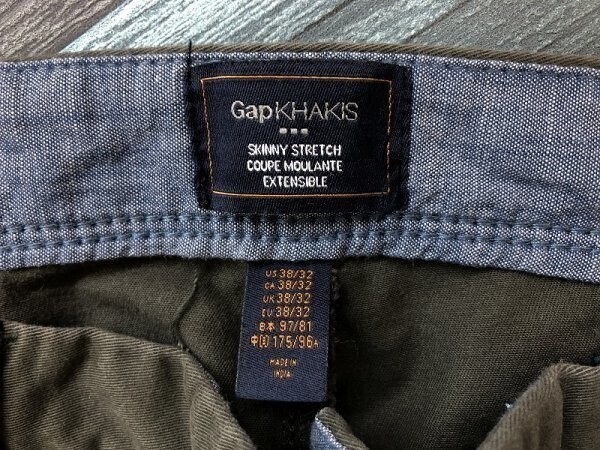 GapKHAKIS
SKINNY STRETCH
COUPE MOULANTE
EXTENSIBLE
US 38/32
CA 38/32
UK 38/32
EU 38/32
日本 97/81
中国 175/96A
MADE IN
INDIA